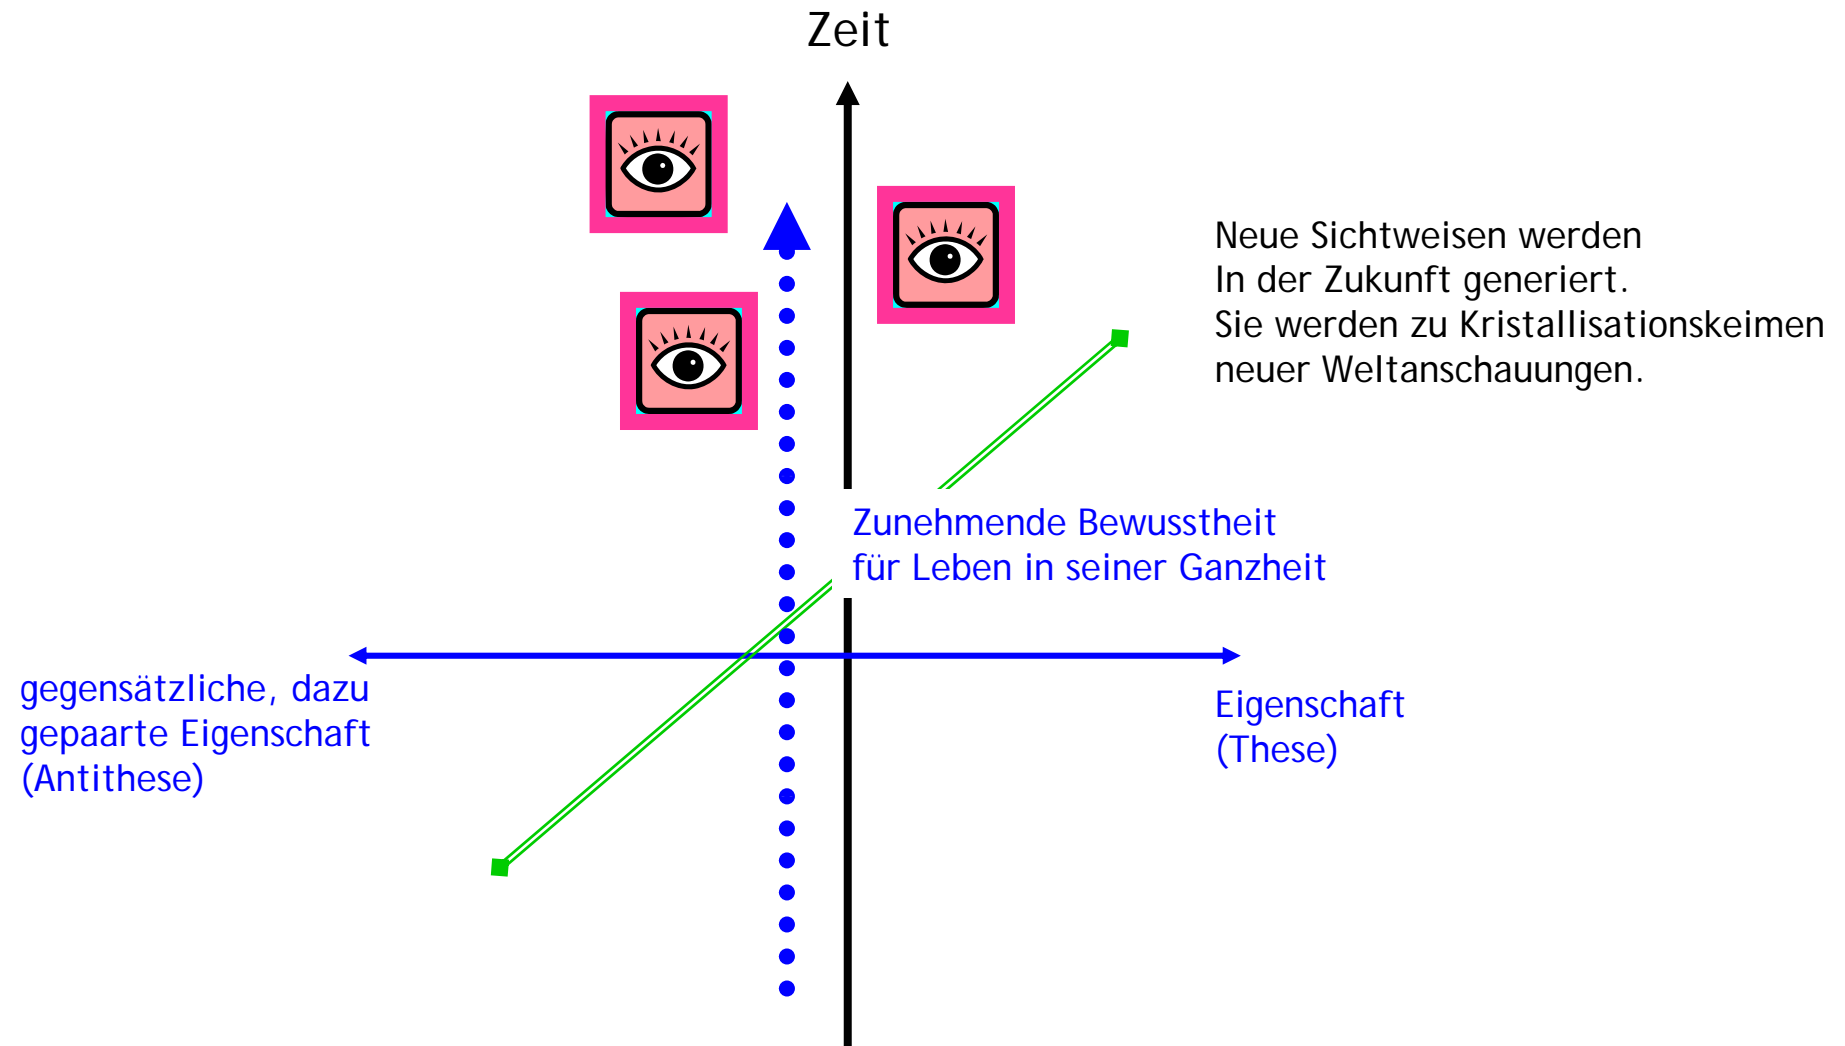 Zeit
Neue Sichtweisen werden
In der Zukunft generiert.
Sie werden zu Kristallisationskeimen
neuer Weltanschauungen.
Zunehmende Bewusstheit
für Leben in seiner Ganzheit
gegensätzliche, dazu
gepaarte Eigenschaft
(Antithese)
Eigenschaft
(These)